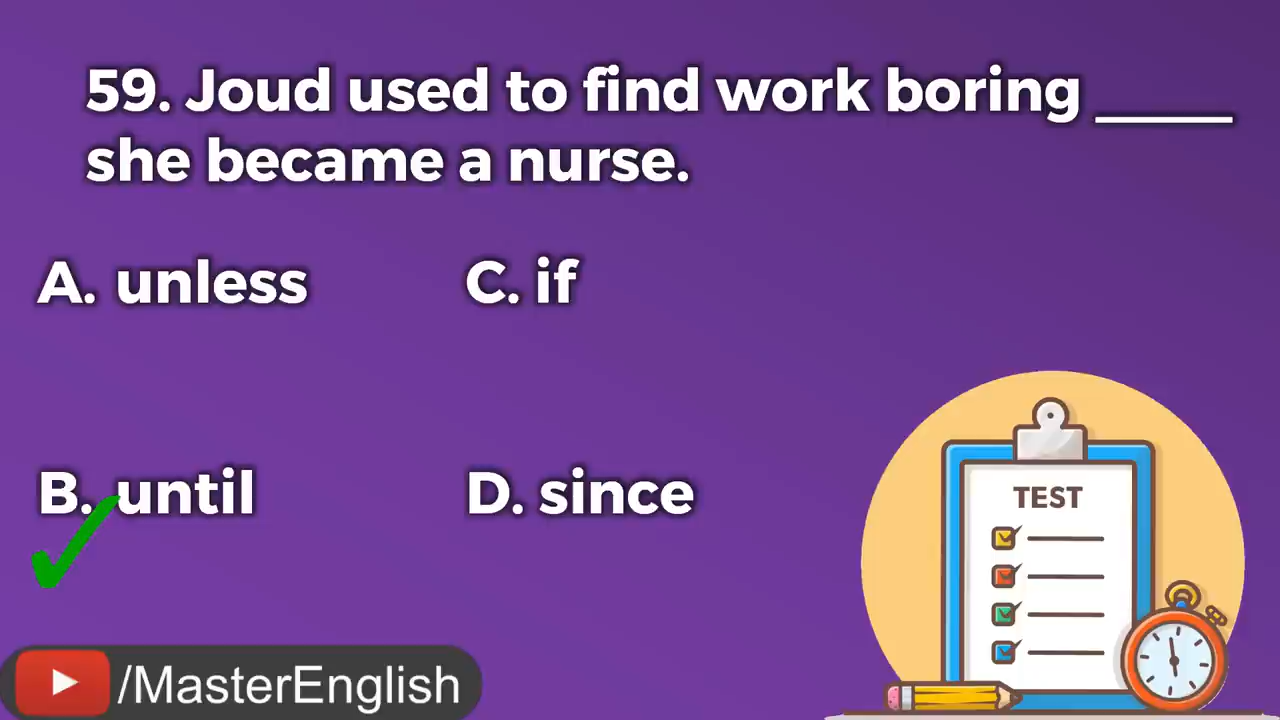 59. Joud used to find work boring _____
she became a nurse.
A. unless
C. if
B. until
D. since
TEST
/MasterEnglish